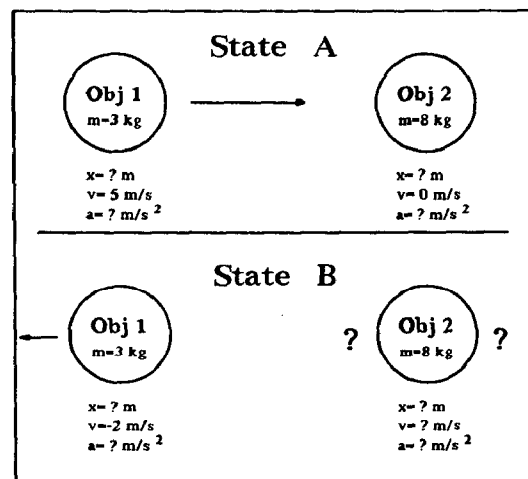 State A
Obj 1
m=3 kg
Obj 2
m=8 kg
x= ? m
v= 5 m/s
a= ? m/s 2
x= ? m
v= 0 m/s
a= ? m/s 2
State B
Obj 1
m=3 kg
? Obj 2 ?
m=8 kg
x= ? m
v=-2 m/s
a= ? m/s 2
x= ? m
v= ? m/s
a= ? m/s 2